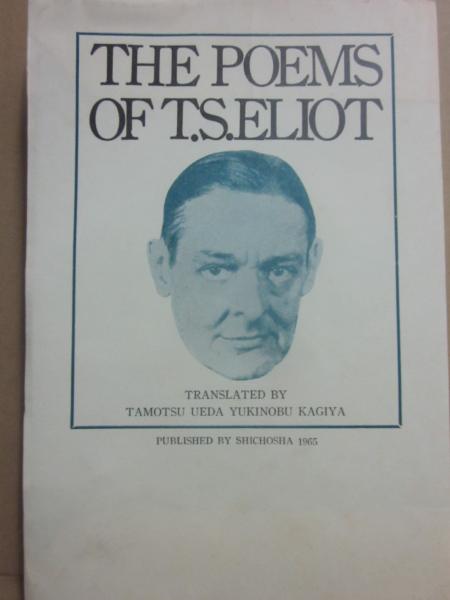 THE POEMS
OF T.S.ELIOT
TRANSLATED BY
TAMOTSU UEDA YUKINOBU KAGIYA
PUBLISHED BY SHICHOSHA 1965